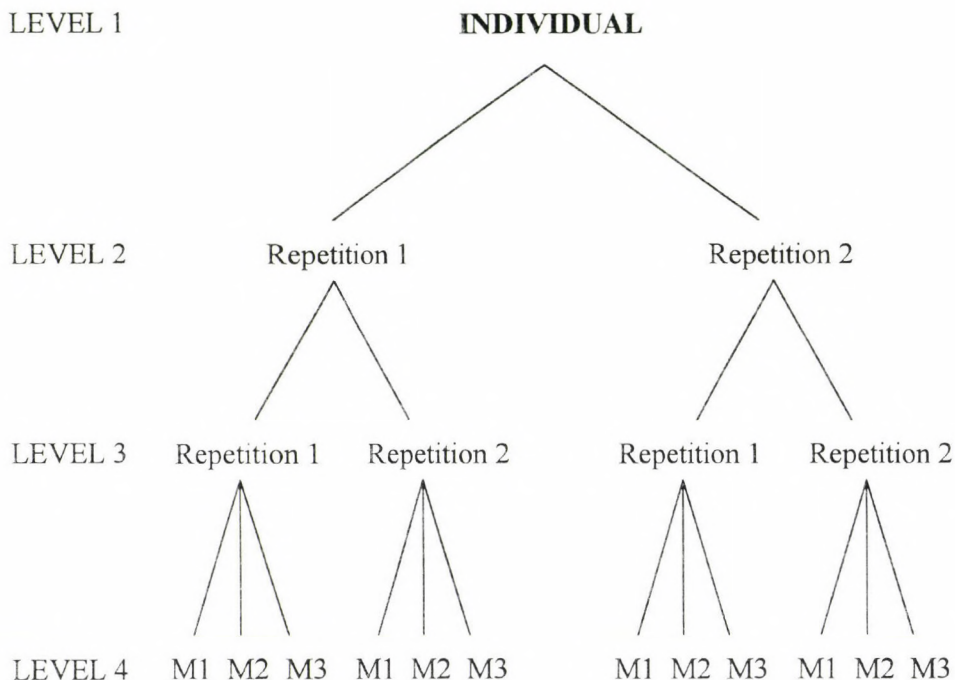 LEVEL 1 INDIVIDUAL
LEVEL 2 Repetition 1 Repetition 2
LEVEL 3 Repetition 1 Repetition 2 Repetition 1 Repetition 2
LEVEL 4 M1 M2 M3 M1 M2 M3 M1 M2 M3 M1 M2 M3